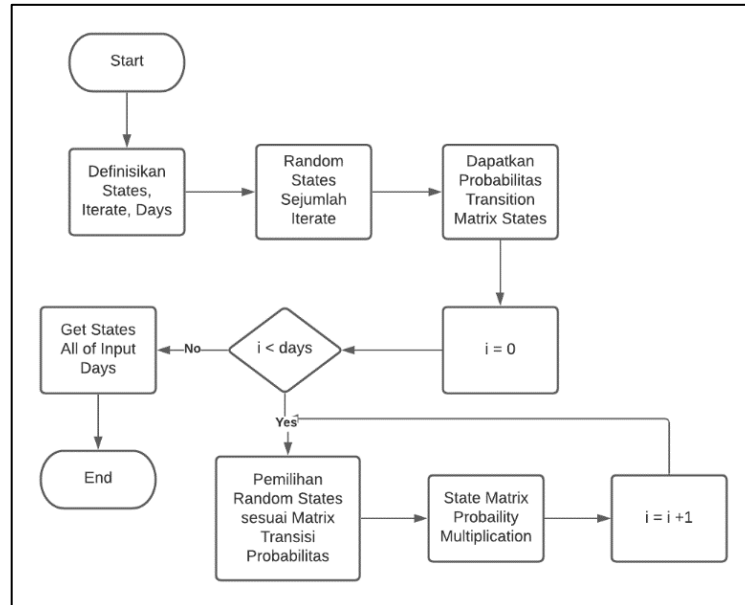 Start
Definisikan
States,
Iterate, Days
Random
States
Sejumlah
Iterate
Dapatkan
Probabilitas
Transition
Matrix States
i = 0
i < days
No
Get States
All of Input
Days
End
Yes
Pemilihan
Random States
sesuai Matrix
Transisi
Probabilitas
State Matrix
Probaility
Multiplication
i = i +1